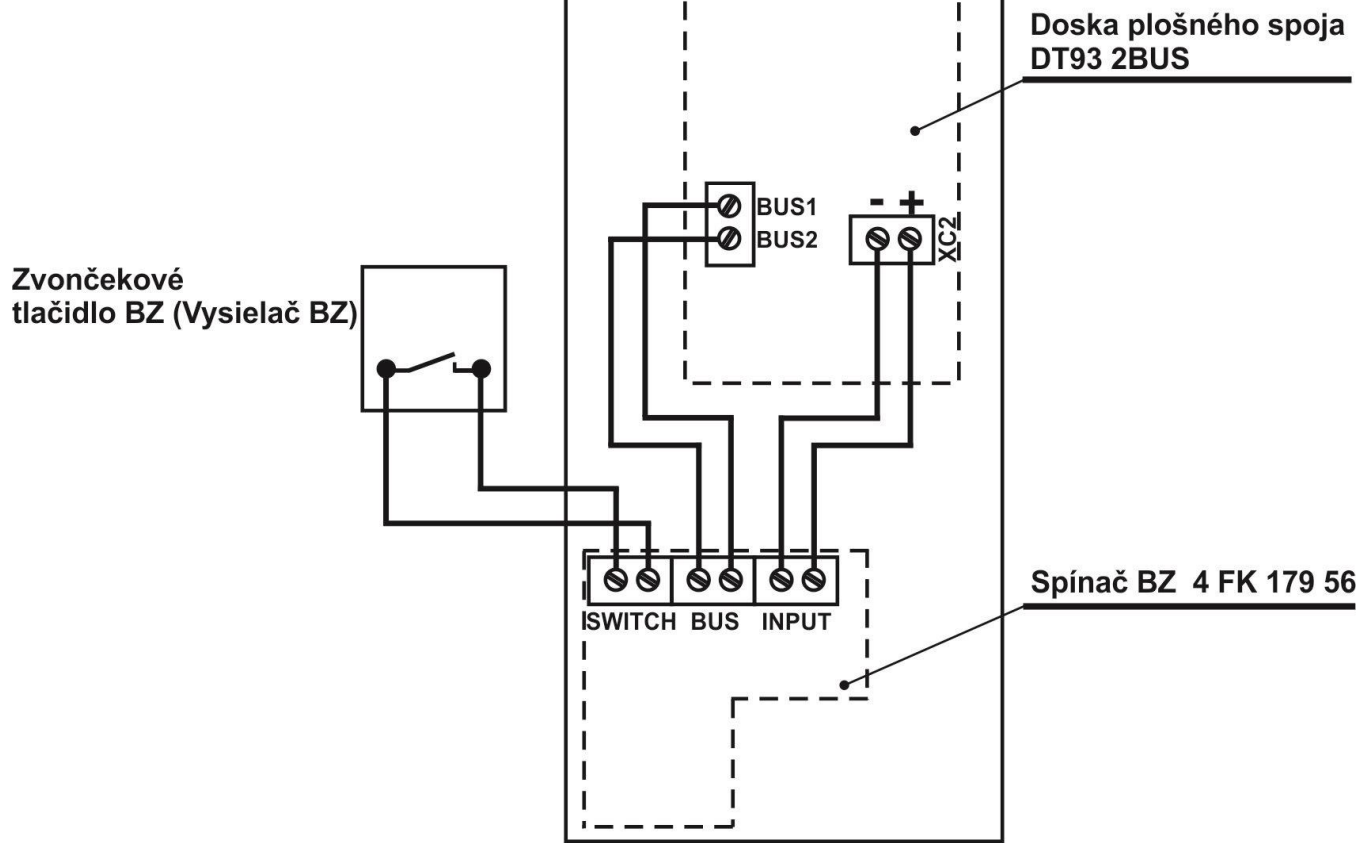 Doska plošného spoja
DT93 2BUS
BUS1
BUS2
- +
XC2
Zvončekové
tlačidlo BZ (Vysielač BZ)
Spínač BZ 4 FK 179 56
SWITCH BUS INPUT